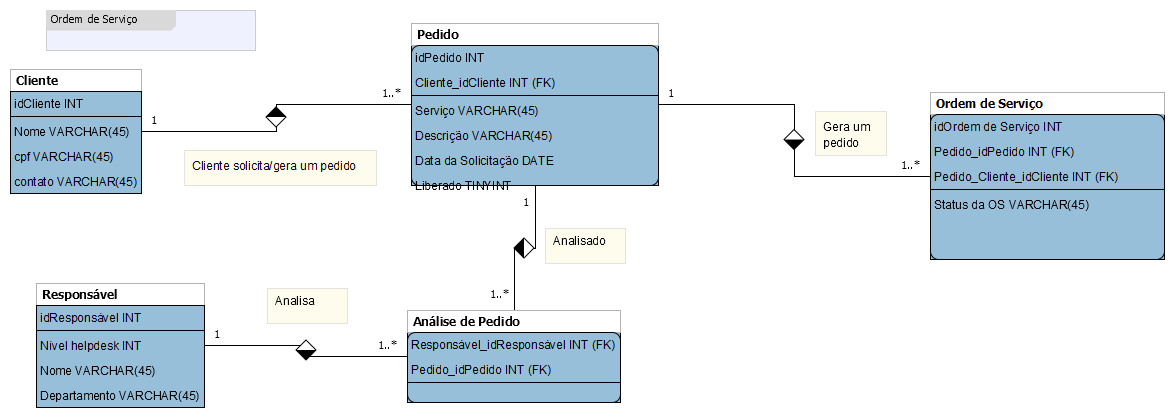 Ordem de Serviço
Cliente
idCliente INT
Nome VARCHAR(45)
cpf VARCHAR(45)
contato VARCHAR(45)
1
1..*
Cliente solicita/gera um pedido
Pedido
idPedido INT
Cliente_idCliente INT (FK)
Serviço VARCHAR(45)
Descrição VARCHAR(45)
Data da Solicitação DATE
Liberado TINYINT
1
1..*
Gera um
pedido
Ordem de Serviço
idOrdem de Serviço INT
Pedido_idPedido INT (FK)
Pedido_Cliente_idCliente INT (FK)
Status da OS VARCHAR(45)
1
Analisado
1..*
Responsável
idResponsável INT
Nivel helpdesk INT
Nome VARCHAR(45)
Departamento VARCHAR(45)
1
Analisa
1..*
Análise de Pedido
Responsável_idResponsável INT (FK)
Pedido_idPedido INT (FK)